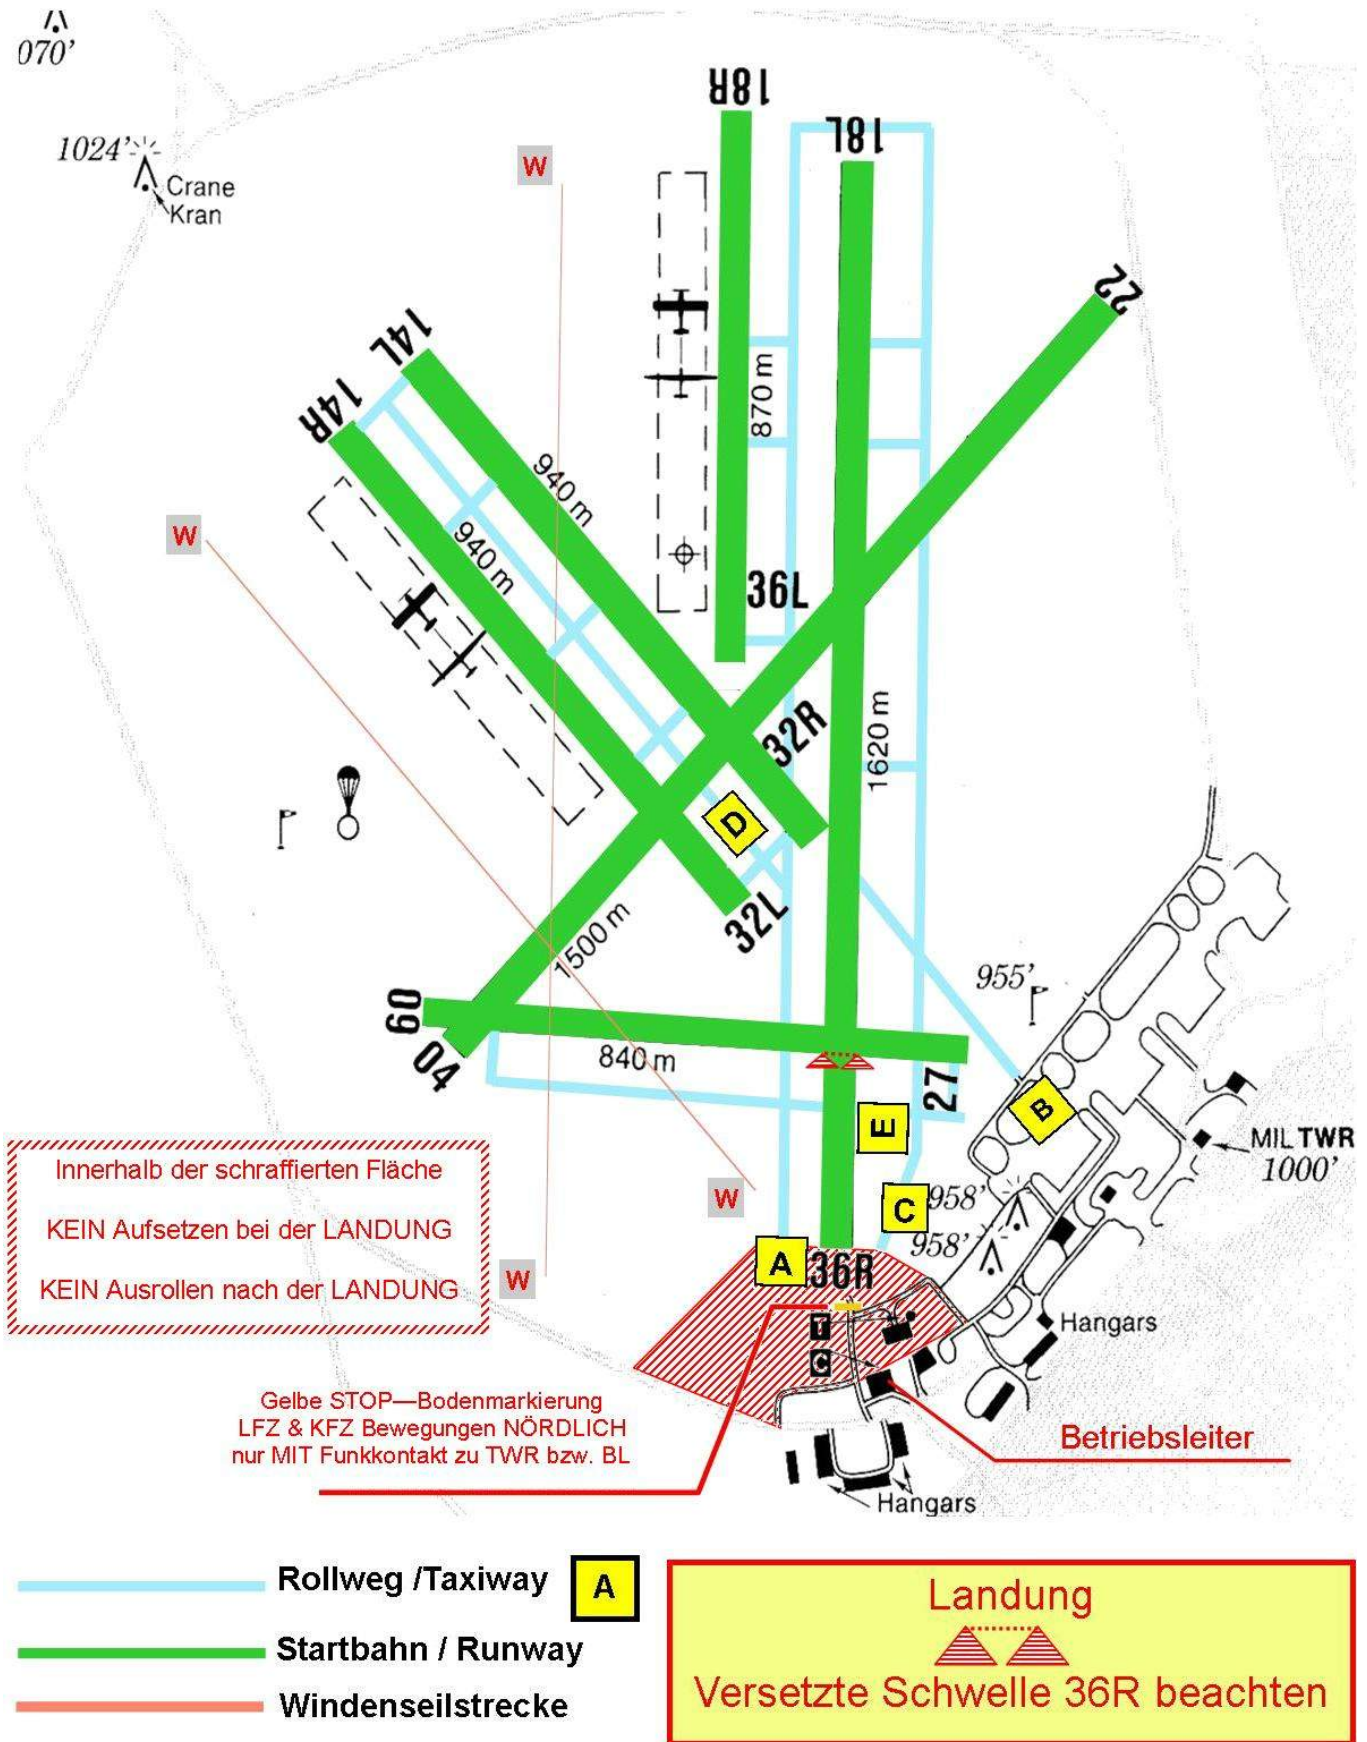 070'
1024'
Crane
Kran
W
18R
18L
22
14L
14R
870 m
940 m
940 m
W
36L
32R
1620 m
D
32L
1500 m
955'
09
04
840 m
27
E
B
MIL TWR
1000'
Innerhalb der schraffierten Fläche
KEIN Aufsetzen bei der LANDUNG
KEIN Ausrollen nach der LANDUNG
W
C
958'
958'
A
36R
W
T
C
Hangars
Gelbe STOP—Bodenmarkierung
LFZ & KFZ Bewegungen NÖRDLICH
nur MIT Funkkontakt zu TWR bzw. BL
Betriebsleiter
Hangars
Rollweg /Taxiway
A
Startbahn / Runway
Windenseilstrecke
Landung
Versetzte Schwelle 36R beachten